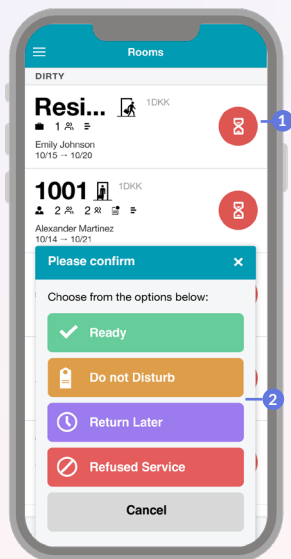 Rooms
DIRTY
Resi... 1DKK
1
1
Emily Johnson
10/15 → 10/20
1001 1DKK
2 2
Alexander Martinez
10/14 → 10/21
Please confirm ×
Choose from the options below:
Ready
Do not Disturb
2
Return Later
Refused Service
Cancel